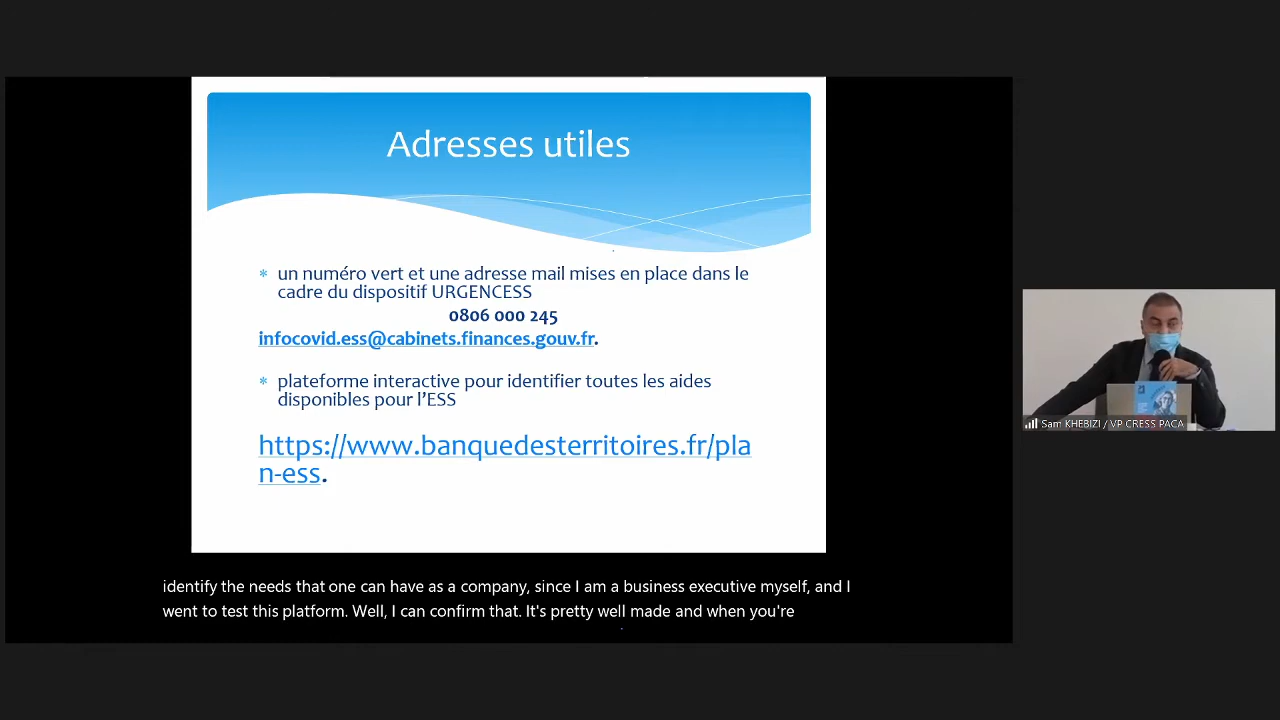 Adresses utiles
un numéro vert et une adresse mail mises en place dans le
cadre du dispositif URGENCESS
0806 000 245
infocovid.ess@cabinets.finances.gouv.fr.
plateforme interactive pour identifier toutes les aides
disponibles pour l’ESS
https://www.banquedesterritoires.fr/pla
n-ess.
Sam KHEBIZI / VP CRESS PACA
identify the needs that one can have as a company, since I am a business executive myself, and I
went to test this platform. Well, I can confirm that. It's pretty well made and when you're